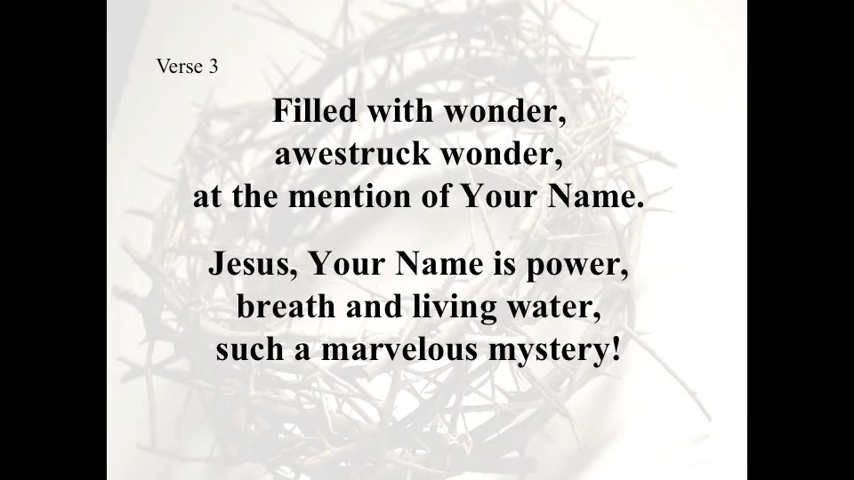 Verse 3
Filled with wonder,
awestruck wonder,
at the mention of Your Name.
Jesus, Your Name is power,
breath and living water,
such a marvelous mystery!